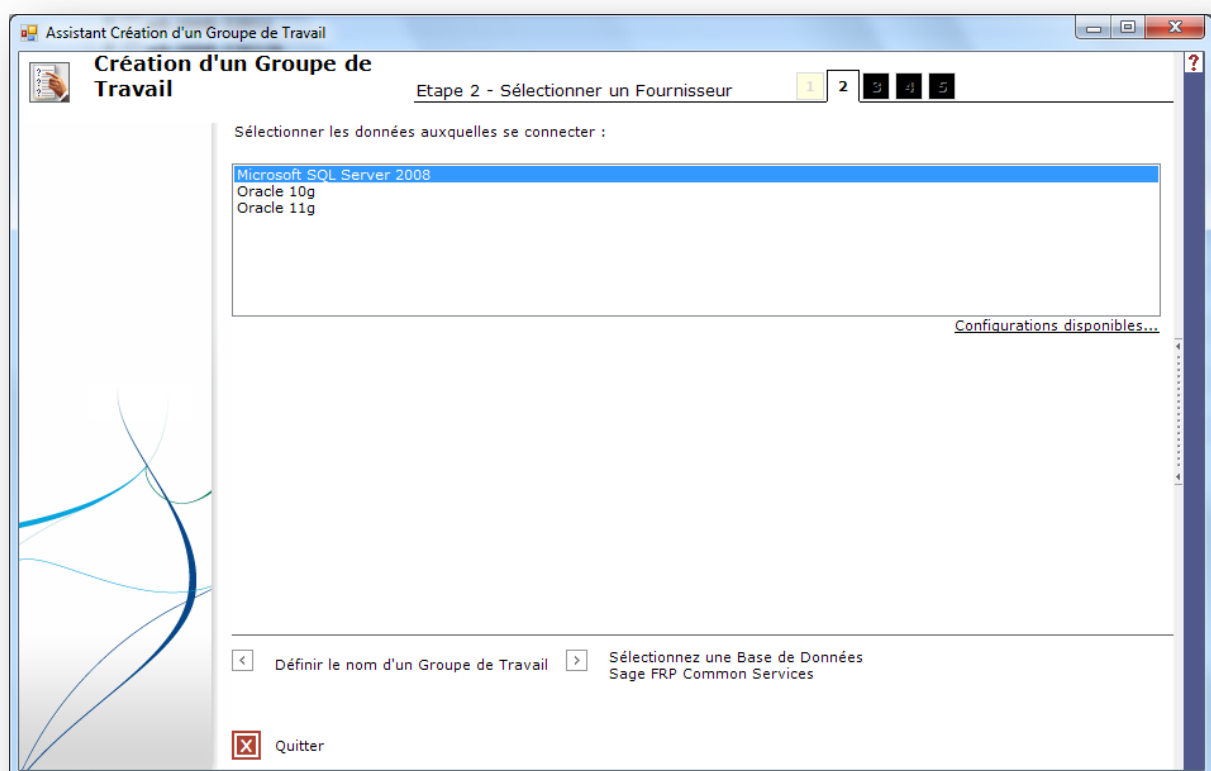 Assistant Création d'un Groupe de Travail
Création d'un Groupe de
Travail
Etape 2 - Sélectionner un Fournisseur
1 2 3 4 5
?
Sélectionner les données auxquelles se connecter :
Microsoft SQL Server 2008
Oracle 10g
Oracle 11g
Configurations disponibles...
< Définir le nom d'un Groupe de Travail > Sélectionnez une Base de Données
Sage FRP Common Services
X Quitter